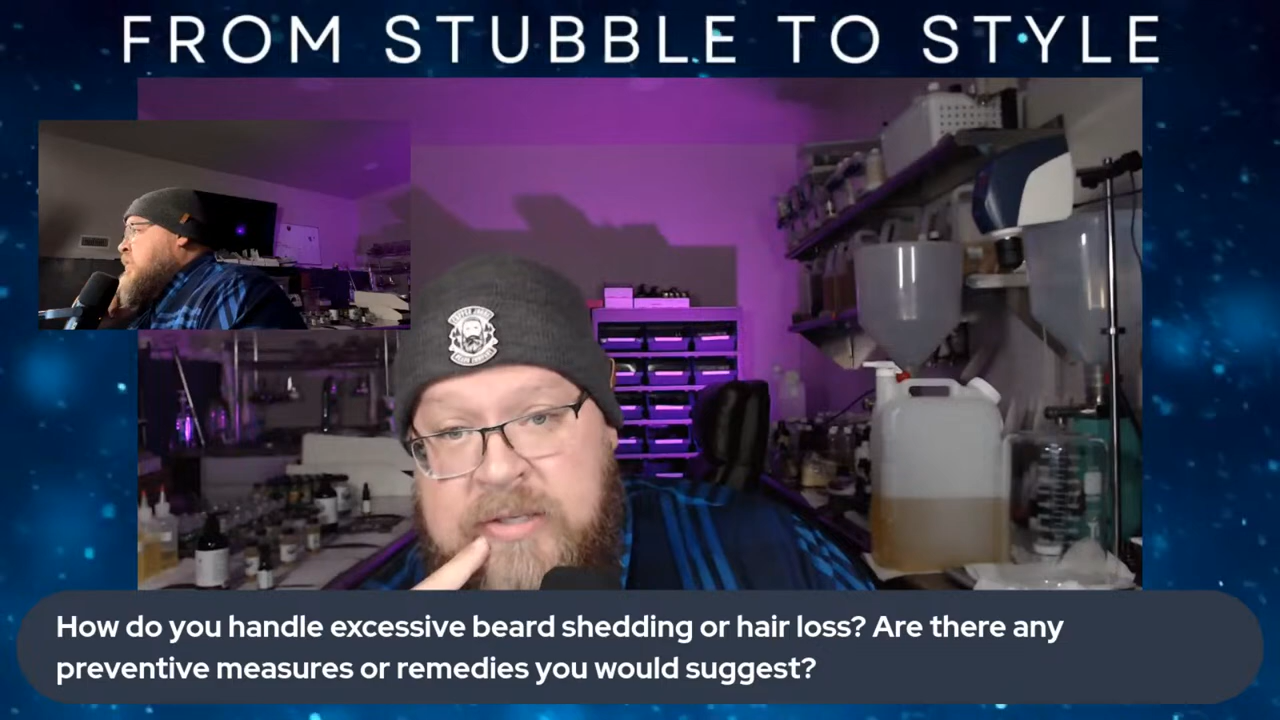 FROM STUBBLE TO STYLE
How do you handle excessive beard shedding or hair loss? Are there any
preventive measures or remedies you would suggest?